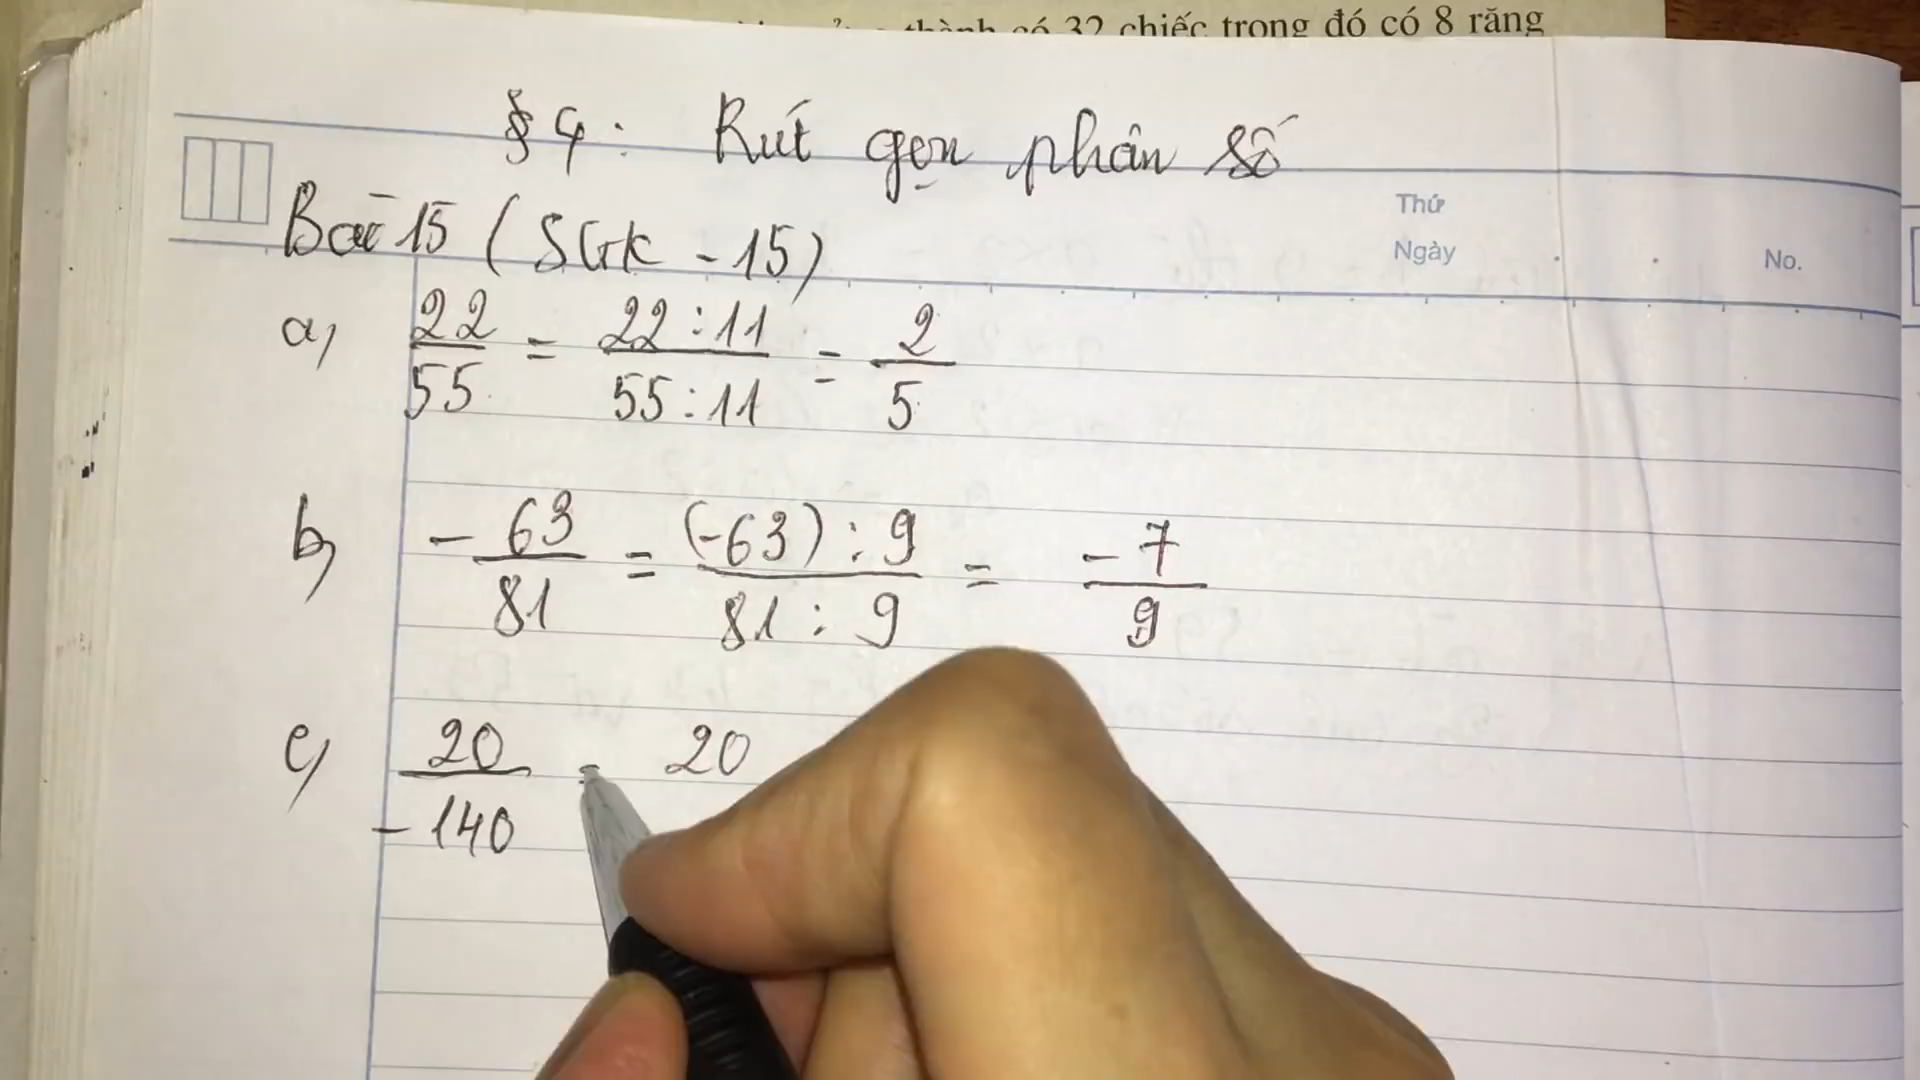 thành có 32 chiếc trong đó có 8 răng
§ 4: Rút gọn phân số
Thứ
Ngày
No.
Bài 15 (SGK - 15)
a, 22/55 = 22 : 11/55 : 11 = 2/5
b, -63/81 = (-63) : 9/81 : 9 = -7/9
c, 20/-140 = 20